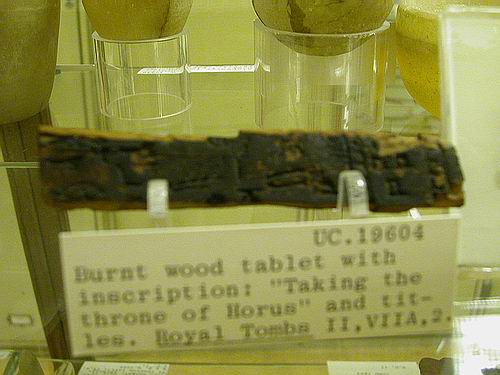 UC.19604
Burnt wood tablet with
inscription: "Taking the
throne of Horus" and tit-
les. Royal Tombs II,VIIA,2.